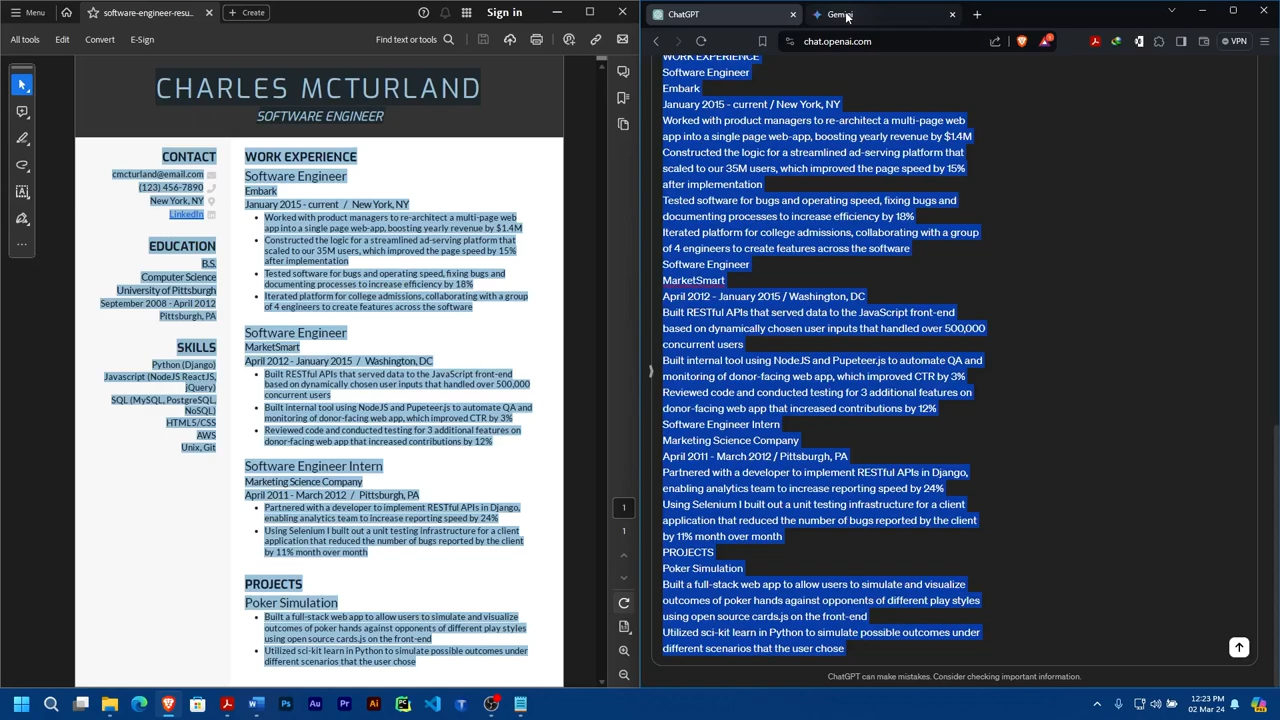 Menu
software-engineer-resu...
Create
Sign in
All tools
Edit
Convert
E-Sign
Find text or tools
CHARLES MCTURLAND
SOFTWARE ENGINEER
CONTACT
cmcturland@email.com
(123) 456-7890
New York, NY
LinkedIn
EDUCATION
B.S.
Computer Science
University of Pittsburgh
September 2008 - April 2012
Pittsburgh, PA
SKILLS
Python (Django)
Javascript (NodeJS ReactJS,
jQuery)
SQL (MySQL, PostgreSQL,
NoSQL)
HTML5/CSS
AWS
Unix, Git
WORK EXPERIENCE
Software Engineer
Embark
January 2015 - current / New York, NY
• Worked with product managers to re-architect a multi-page web
app into a single page web-app, boosting yearly revenue by $1.4M
• Constructed the logic for a streamlined ad-serving platform that
scaled to our 35M users, which improved the page speed by 15%
after implementation
• Tested software for bugs and operating speed, fixing bugs and
documenting processes to increase efficiency by 18%
• Iterated platform for college admissions, collaborating with a group
of 4 engineers to create features across the software
Software Engineer
MarketSmart
April 2012 - January 2015 / Washington, DC
• Built RESTful APIs that served data to the JavaScript front-end
based on dynamically chosen user inputs that handled over 500,000
concurrent users
• Built internal tool using NodeJS and Pupeteer.js to automate QA and
monitoring of donor-facing web app, which improved CTR by 3%
• Reviewed code and conducted testing for 3 additional features on
donor-facing web app that increased contributions by 12%
Software Engineer Intern
Marketing Science Company
April 2011 - March 2012 / Pittsburgh, PA
• Partnered with a developer to implement RESTful APIs in Django,
enabling analytics team to increase reporting speed by 24%
• Using Selenium I built out a unit testing infrastructure for a client
application that reduced the number of bugs reported by the client
by 11% month over month
PROJECTS
Poker Simulation
• Built a full-stack web app to allow users to simulate and visualize
outcomes of poker hands against opponents of different play styles
using open source cards.js on the front-end
• Utilized sci-kit learn in Python to simulate possible outcomes under
different scenarios that the user chose
1
1
ChatGPT
Gemini
chat.openai.com
VPN
WORK EXPERIENCE
Software Engineer
Embark
January 2015 - current / New York, NY
Worked with product managers to re-architect a multi-page web
app into a single page web-app, boosting yearly revenue by $1.4M
Constructed the logic for a streamlined ad-serving platform that
scaled to our 35M users, which improved the page speed by 15%
after implementation
Tested software for bugs and operating speed, fixing bugs and
documenting processes to increase efficiency by 18%
Iterated platform for college admissions, collaborating with a group
of 4 engineers to create features across the software
Software Engineer
MarketSmart
April 2012 - January 2015 / Washington, DC
Built RESTful APIs that served data to the JavaScript front-end
based on dynamically chosen user inputs that handled over 500,000
concurrent users
Built internal tool using NodeJS and Pupeteer.js to automate QA and
monitoring of donor-facing web app, which improved CTR by 3%
Reviewed code and conducted testing for 3 additional features on
donor-facing web app that increased contributions by 12%
Software Engineer Intern
Marketing Science Company
April 2011 - March 2012 / Pittsburgh, PA
Partnered with a developer to implement RESTful APIs in Django,
enabling analytics team to increase reporting speed by 24%
Using Selenium I built out a unit testing infrastructure for a client
application that reduced the number of bugs reported by the client
by 11% month over month
PROJECTS
Poker Simulation
Built a full-stack web app to allow users to simulate and visualize
outcomes of poker hands against opponents of different play styles
using open source cards.js on the front-end
Utilized sci-kit learn in Python to simulate possible outcomes under
different scenarios that the user chose
ChatGPT can make mistakes. Consider checking important information.
12:23 PM
02 Mar 24